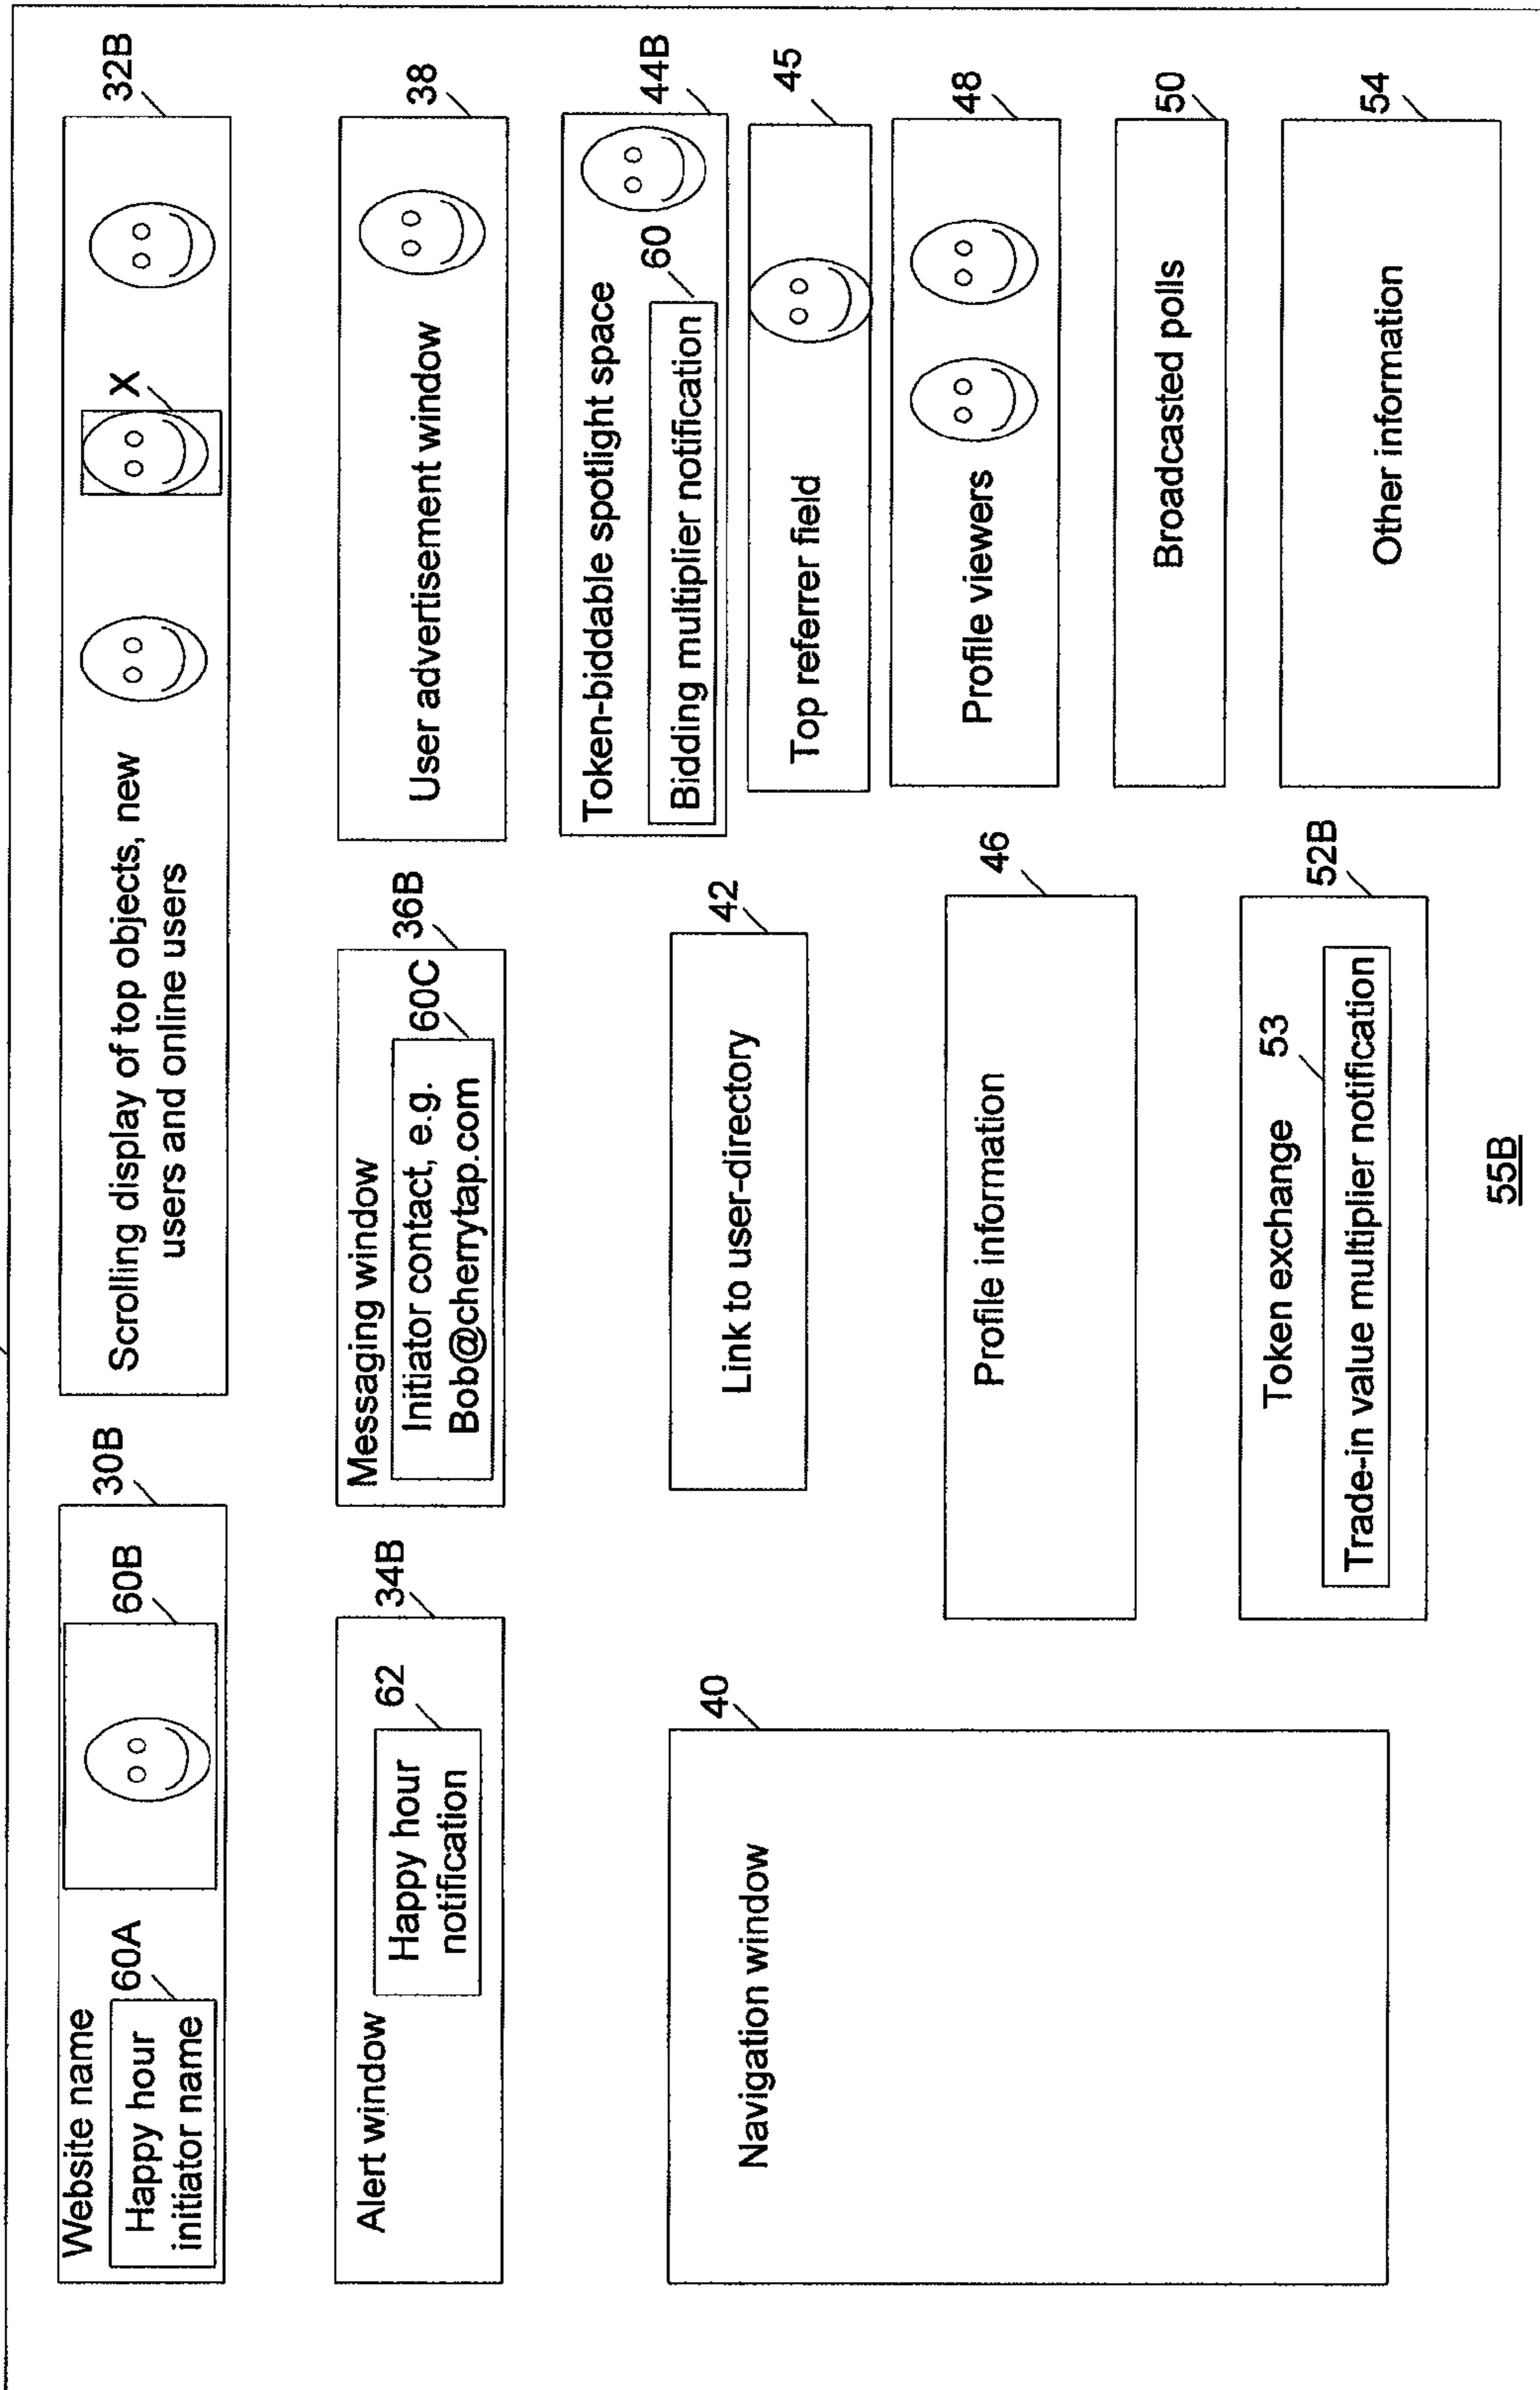 Website name
30B
60A
60B
Happy hour
initiator name
32B
Scrolling display of top objects, new
users and online users
X
34B
Alert window
62
Happy hour
notification
36B
Messaging window
60C
Initiator contact, e.g.
Bob@cherrytap.com
38
User advertisement window
40
Navigation window
42
Link to user-directory
44B
Token-biddable spotlight space
60
Bidding multiplier notification
45
Top referrer field
46
Profile information
48
Profile viewers
50
Broadcasted polls
52B
Token exchange
53
Trade-in value multiplier notification
54
Other information
55B